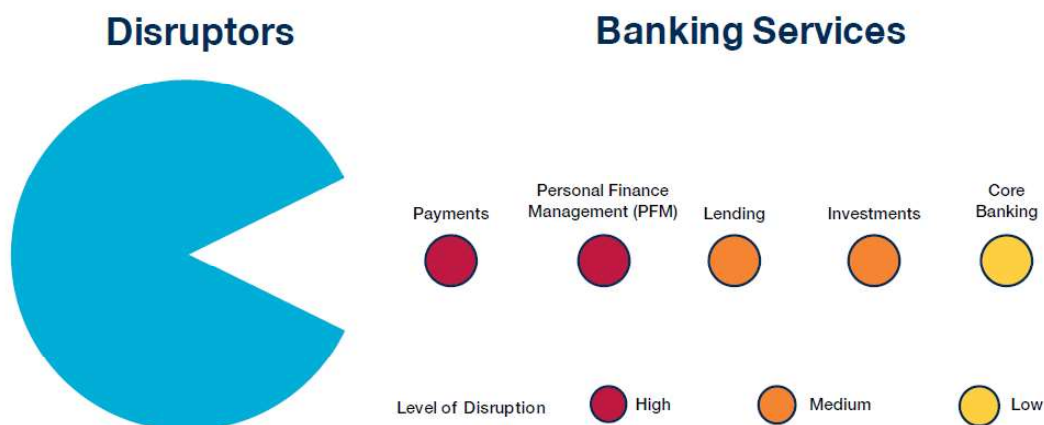 Disruptors
Banking Services
Payments
Personal Finance
Management (PFM)
Lending
Investments
Core
Banking
Level of Disruption
High
Medium
Low